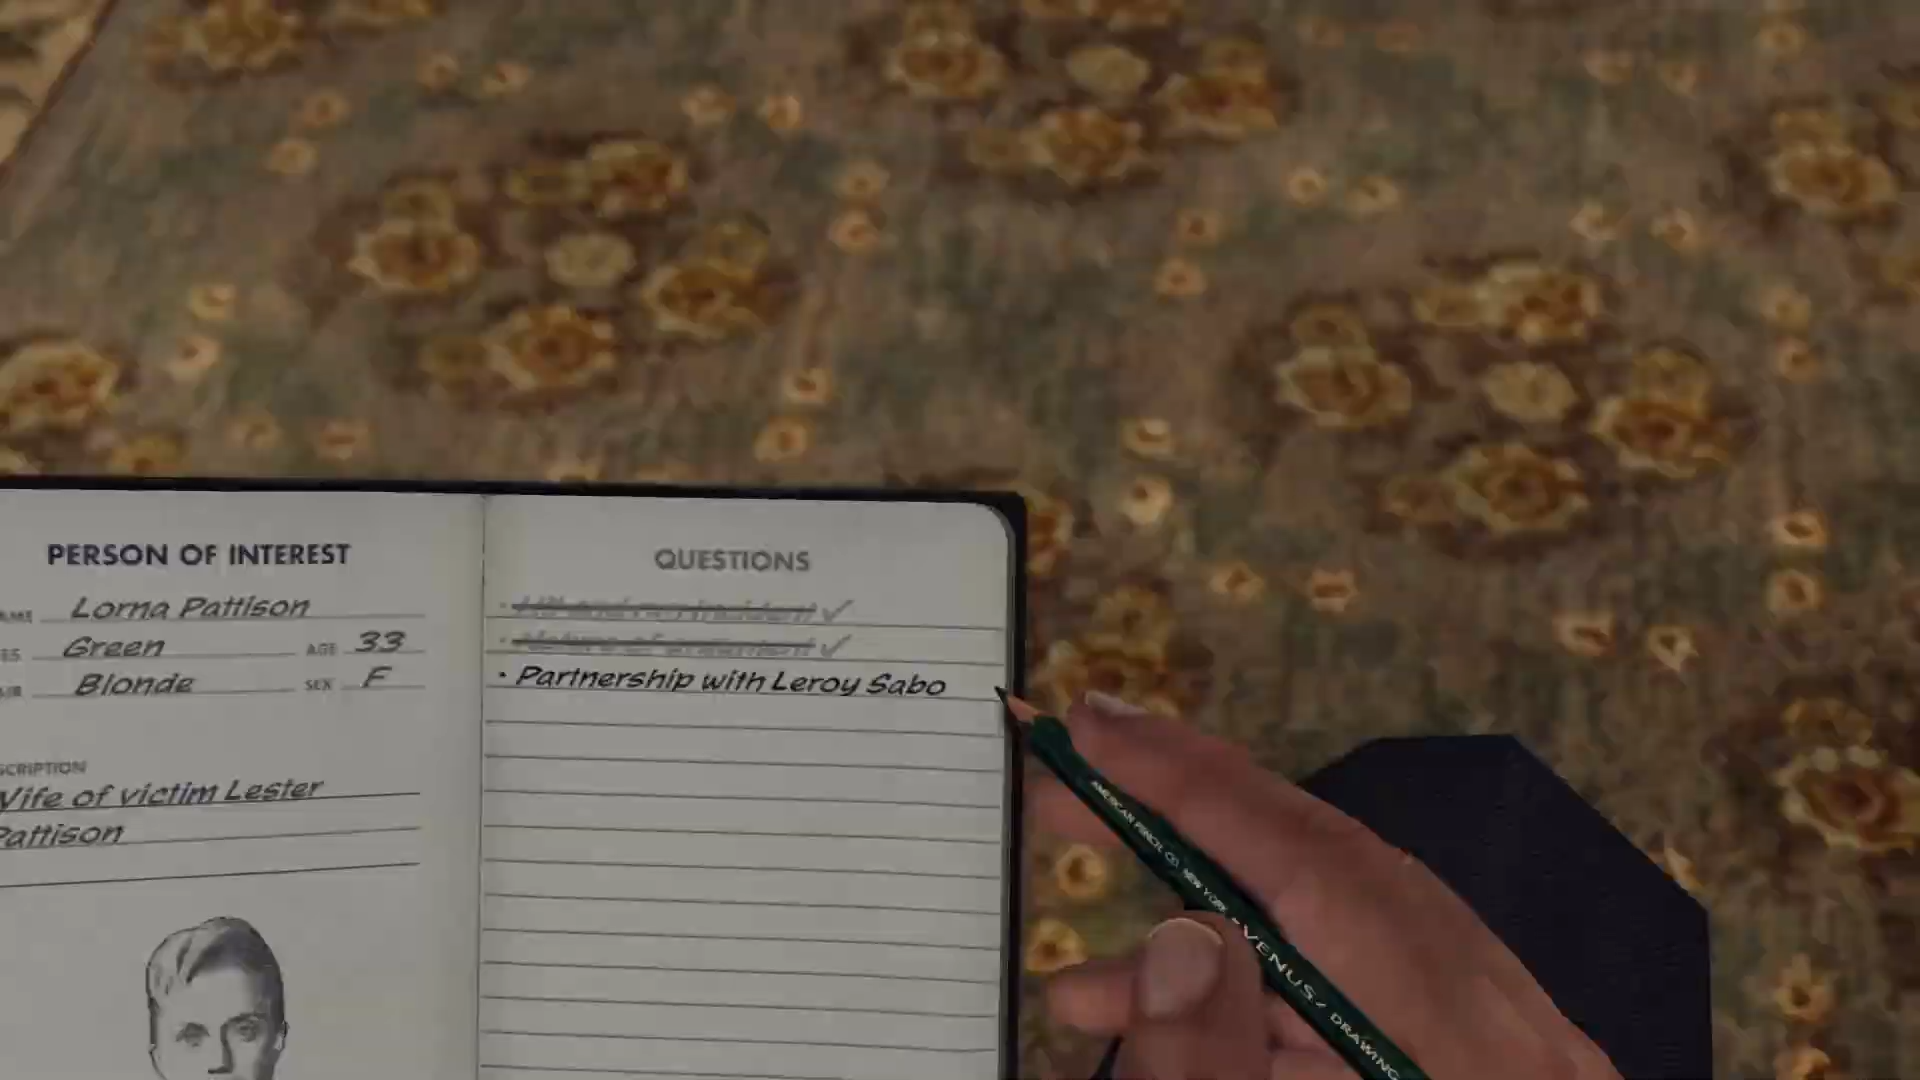 PERSON OF INTEREST
Lorna Pattison
Green AGE 33
Blonde SEX F
Wife of victim Lester
Pattison
QUESTIONS
· Partnership with Leroy Sabo
AMERICAN PENCIL CO. NEW YORK
VENUS DRAWING